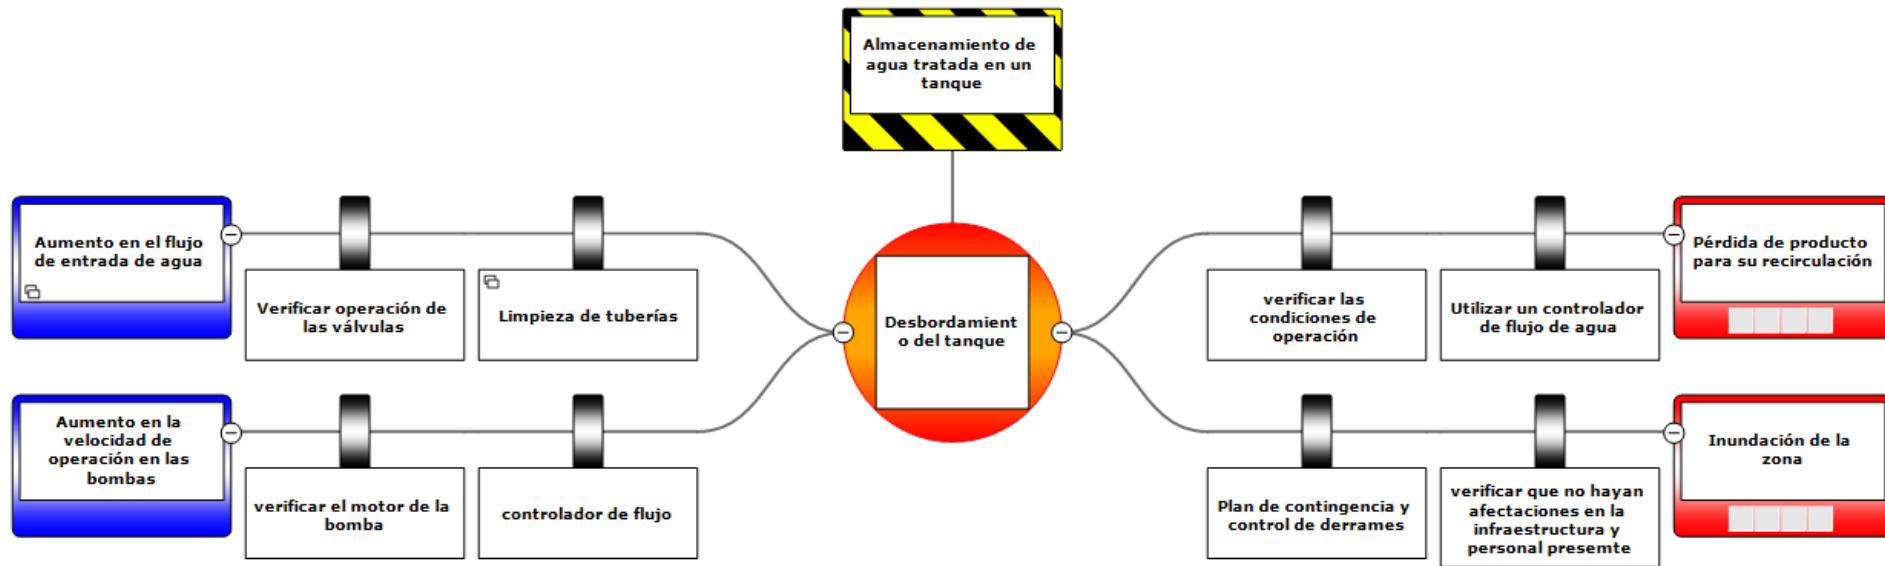 Almacenamiento de
agua tratada en un
tanque
Aumento en el flujo
de entrada de agua
Verificar operación de
las válvulas
Limpieza de tuberías
Desbordamient
o del tanque
verificar las
condiciones de
operación
Utilizar un controlador
de flujo de agua
Pérdida de producto
para su recirculación
Aumento en la
velocidad de
operación en las
bombas
verificar el motor de la
bomba
controlador de flujo
Plan de contingencia y
control de derrames
verificar que no hayan
afectaciones en la
infraestructura y
personal presemte
Inundación de la
zona